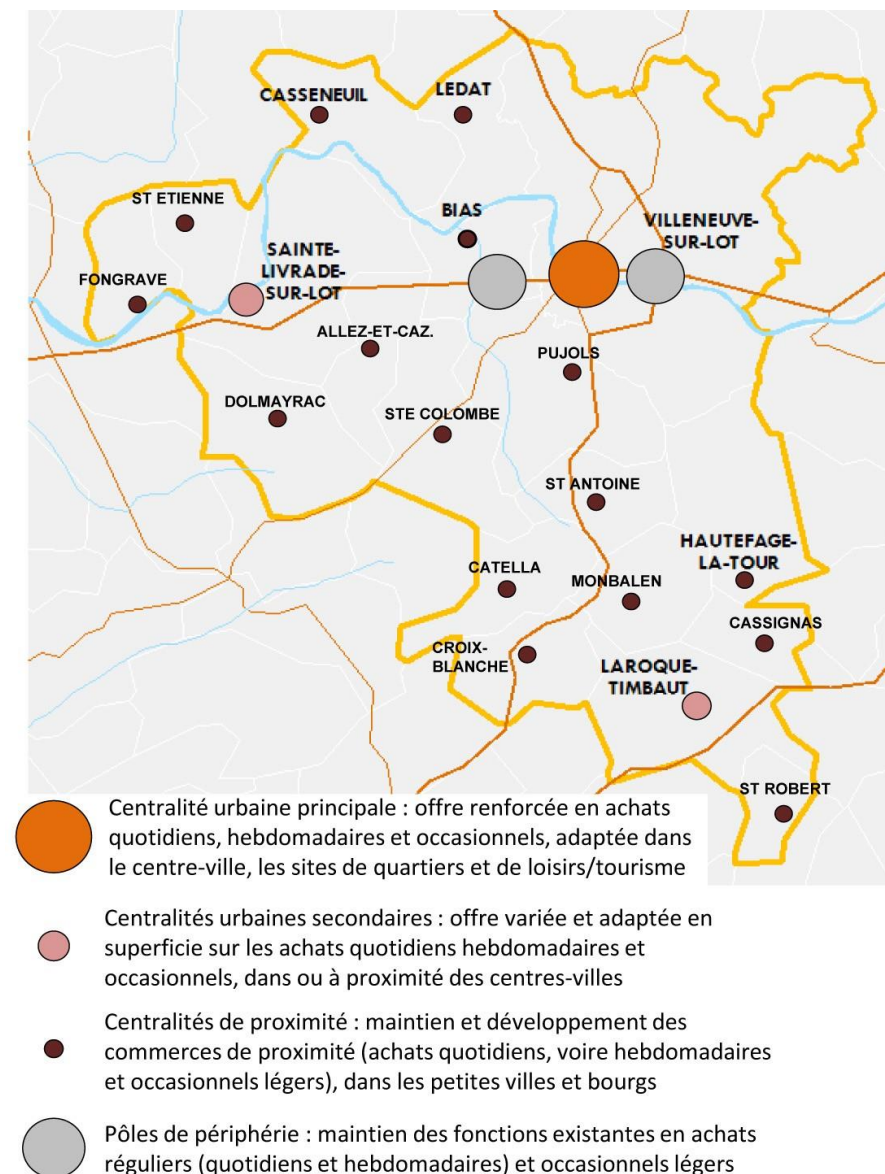 CASSENEUIL
LEDAT
ST ETIENNE
BIAS
VILLENEUVE-
SUR-LOT
SAINTE-
LIVRADE-
SUR-LOT
FONGRAVE
ALLEZ-ET-CAZ.
PUJOLS
DOLMAYRAC
STE COLOMBE
ST ANTOINE
HAUTEFAGE-
LA-TOUR
CATELLA
MONBALEN
CASSIGNAS
CROIX-
BLANCHE
LAROQUE-
TIMBAUT
ST ROBERT
Centralité urbaine principale : offre renforcée en achats
quotidiens, hebdomadaires et occasionnels, adaptée dans
le centre-ville, les sites de quartiers et de loisirs/tourisme
Centralités urbaines secondaires : offre variée et adaptée en
superficie sur les achats quotidiens hebdomadaires et
occasionnels, dans ou à proximité des centres-villes
Centralités de proximité : maintien et développement des
commerces de proximité (achats quotidiens, voire hebdomadaires
et occasionnels légers), dans les petites villes et bourgs
Pôles de périphérie : maintien des fonctions existantes en achats
réguliers (quotidiens et hebdomadaires) et occasionnels légers